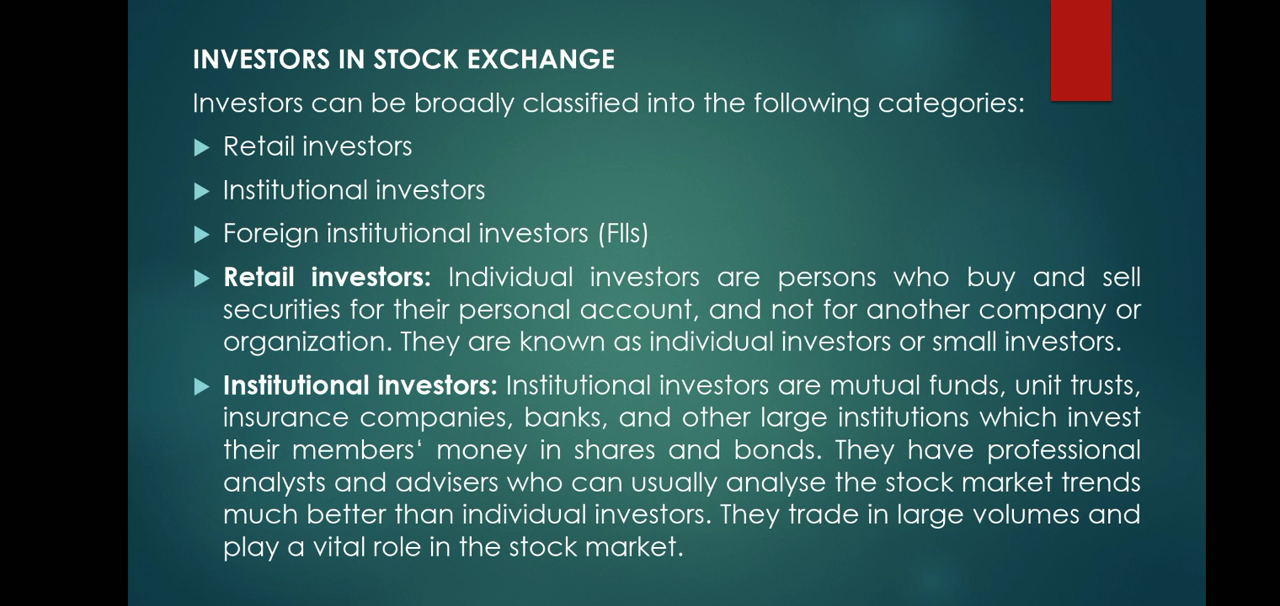 INVESTORS IN STOCK EXCHANGE
Investors can be broadly classified into the following categories:
Retail investors
Institutional investors
Foreign institutional investors (FIIs)
Retail investors: Individual investors are persons who buy and sell
securities for their personal account, and not for another company or
organization. They are known as individual investors or small investors.
Institutional investors: Institutional investors are mutual funds, unit trusts,
insurance companies, banks, and other large institutions which invest
their members‘ money in shares and bonds. They have professional
analysts and advisers who can usually analyse the stock market trends
much better than individual investors. They trade in large volumes and
play a vital role in the stock market.